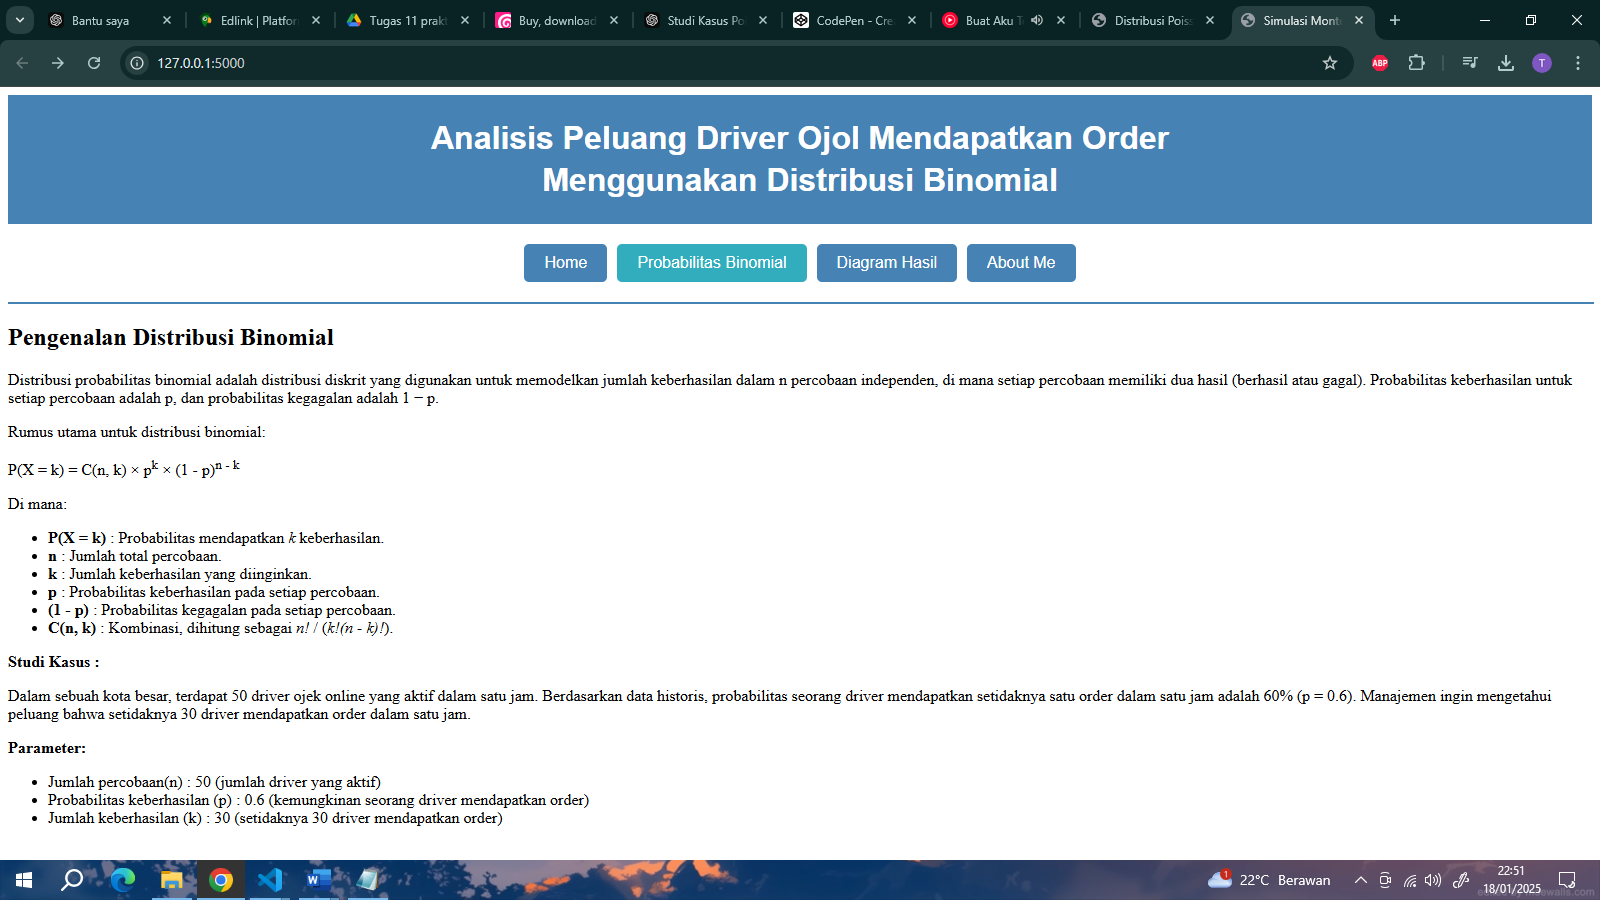 Bantu saya
Edlink | Platfor
Tugas 11 prakt
Buy, download
Studi Kasus Po
CodePen - Cre
Buat Aku T
Distribusi Poiss
Simulasi Monte
127.0.0.1:5000
ABP
T
Analisis Peluang Driver Ojol Mendapatkan Order
Menggunakan Distribusi Binomial
Home
Probabilitas Binomial
Diagram Hasil
About Me
Pengenalan Distribusi Binomial
Distribusi probabilitas binomial adalah distribusi diskrit yang digunakan untuk memodelkan jumlah keberhasilan dalam n percobaan independen, di mana setiap percobaan memiliki dua hasil (berhasil atau gagal). Probabilitas keberhasilan untuk
setiap percobaan adalah p, dan probabilitas kegagalan adalah 1 − p.
Rumus utama untuk distribusi binomial:
P(X = k) = C(n, k) × p^k × (1 - p)^n - k
Di mana:
• P(X = k) : Probabilitas mendapatkan k keberhasilan.
• n : Jumlah total percobaan.
• k : Jumlah keberhasilan yang diinginkan.
• p : Probabilitas keberhasilan pada setiap percobaan.
• (1 - p) : Probabilitas kegagalan pada setiap percobaan.
• C(n, k) : Kombinasi, dihitung sebagai n! / (k!(n - k)!).
Studi Kasus :
Dalam sebuah kota besar, terdapat 50 driver ojek online yang aktif dalam satu jam. Berdasarkan data historis, probabilitas seorang driver mendapatkan setidaknya satu order dalam satu jam adalah 60% (p = 0.6). Manajemen ingin mengetahui
peluang bahwa setidaknya 30 driver mendapatkan order dalam satu jam.
Parameter:
• Jumlah percobaan(n) : 50 (jumlah driver yang aktif)
• Probabilitas keberhasilan (p) : 0.6 (kemungkinan seorang driver mendapatkan order)
• Jumlah keberhasilan (k) : 30 (setidaknya 30 driver mendapatkan order)
1
22°C Berawan
22:51
18/01/2025